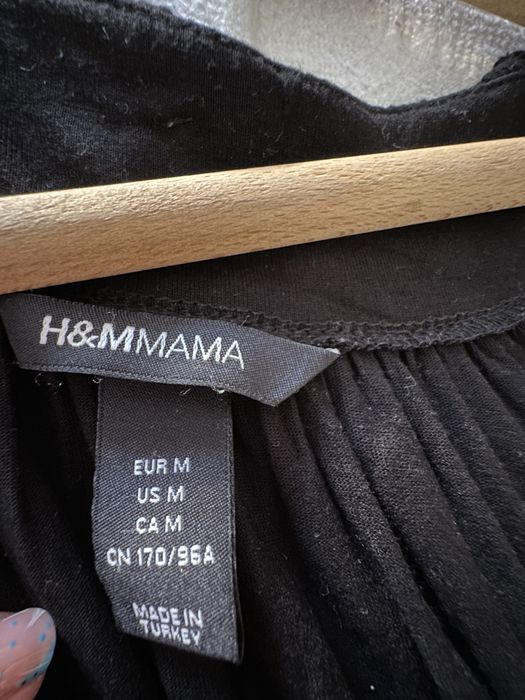 H&MMAMA
EUR M
US M
CA M
CN 170/96A
MADE IN
TURKEY